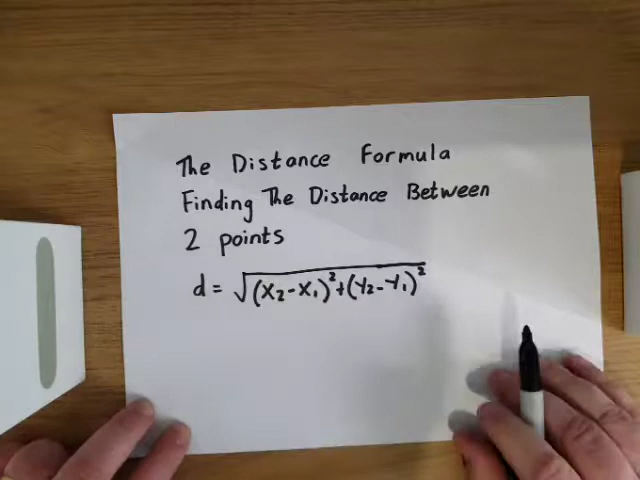 The Distance Formula
Finding The Distance Between
2 points
d = √(X₂-X₁)²+(Y₂-Y₁)²